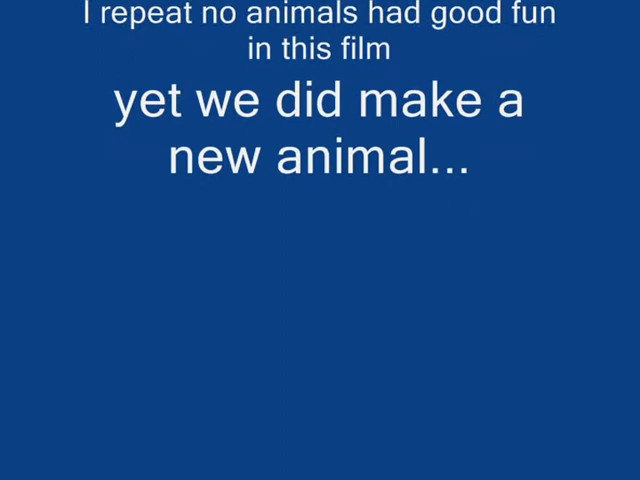 I repeat no animals had good fun
in this film
yet we did make a
new animal...